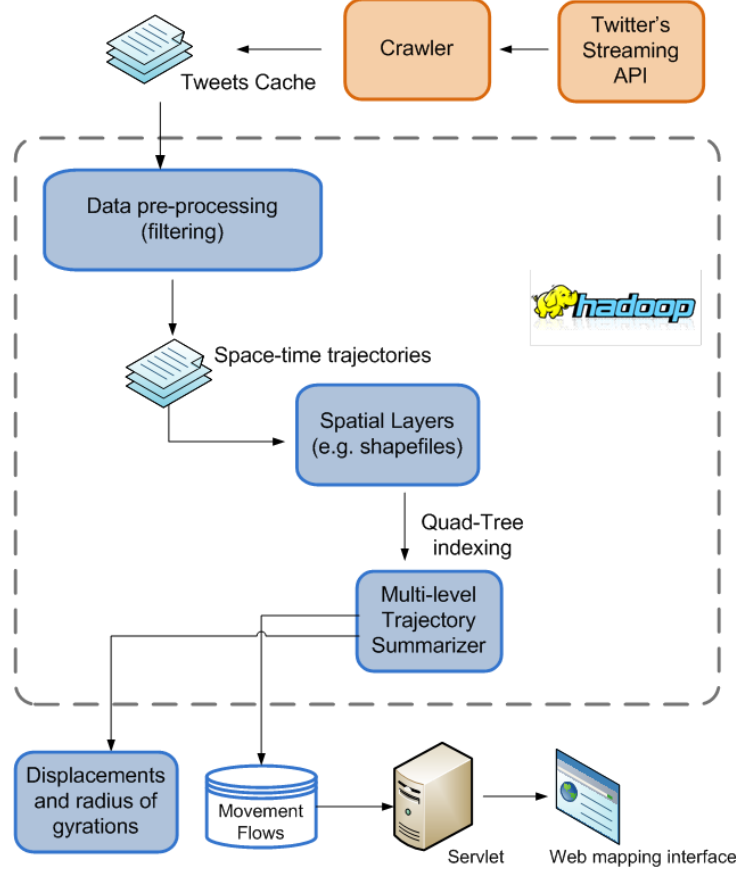 Twitter's
Streaming
API
Crawler
Tweets Cache
Data pre-processing
(filtering)
hadoop
Space-time trajectories
Spatial Layers
(e.g. shapefiles)
Quad-Tree
indexing
Multi-level
Trajectory
Summarizer
Displacements
and radius of
gyrations
Movement
Flows
Servlet
Web mapping interface